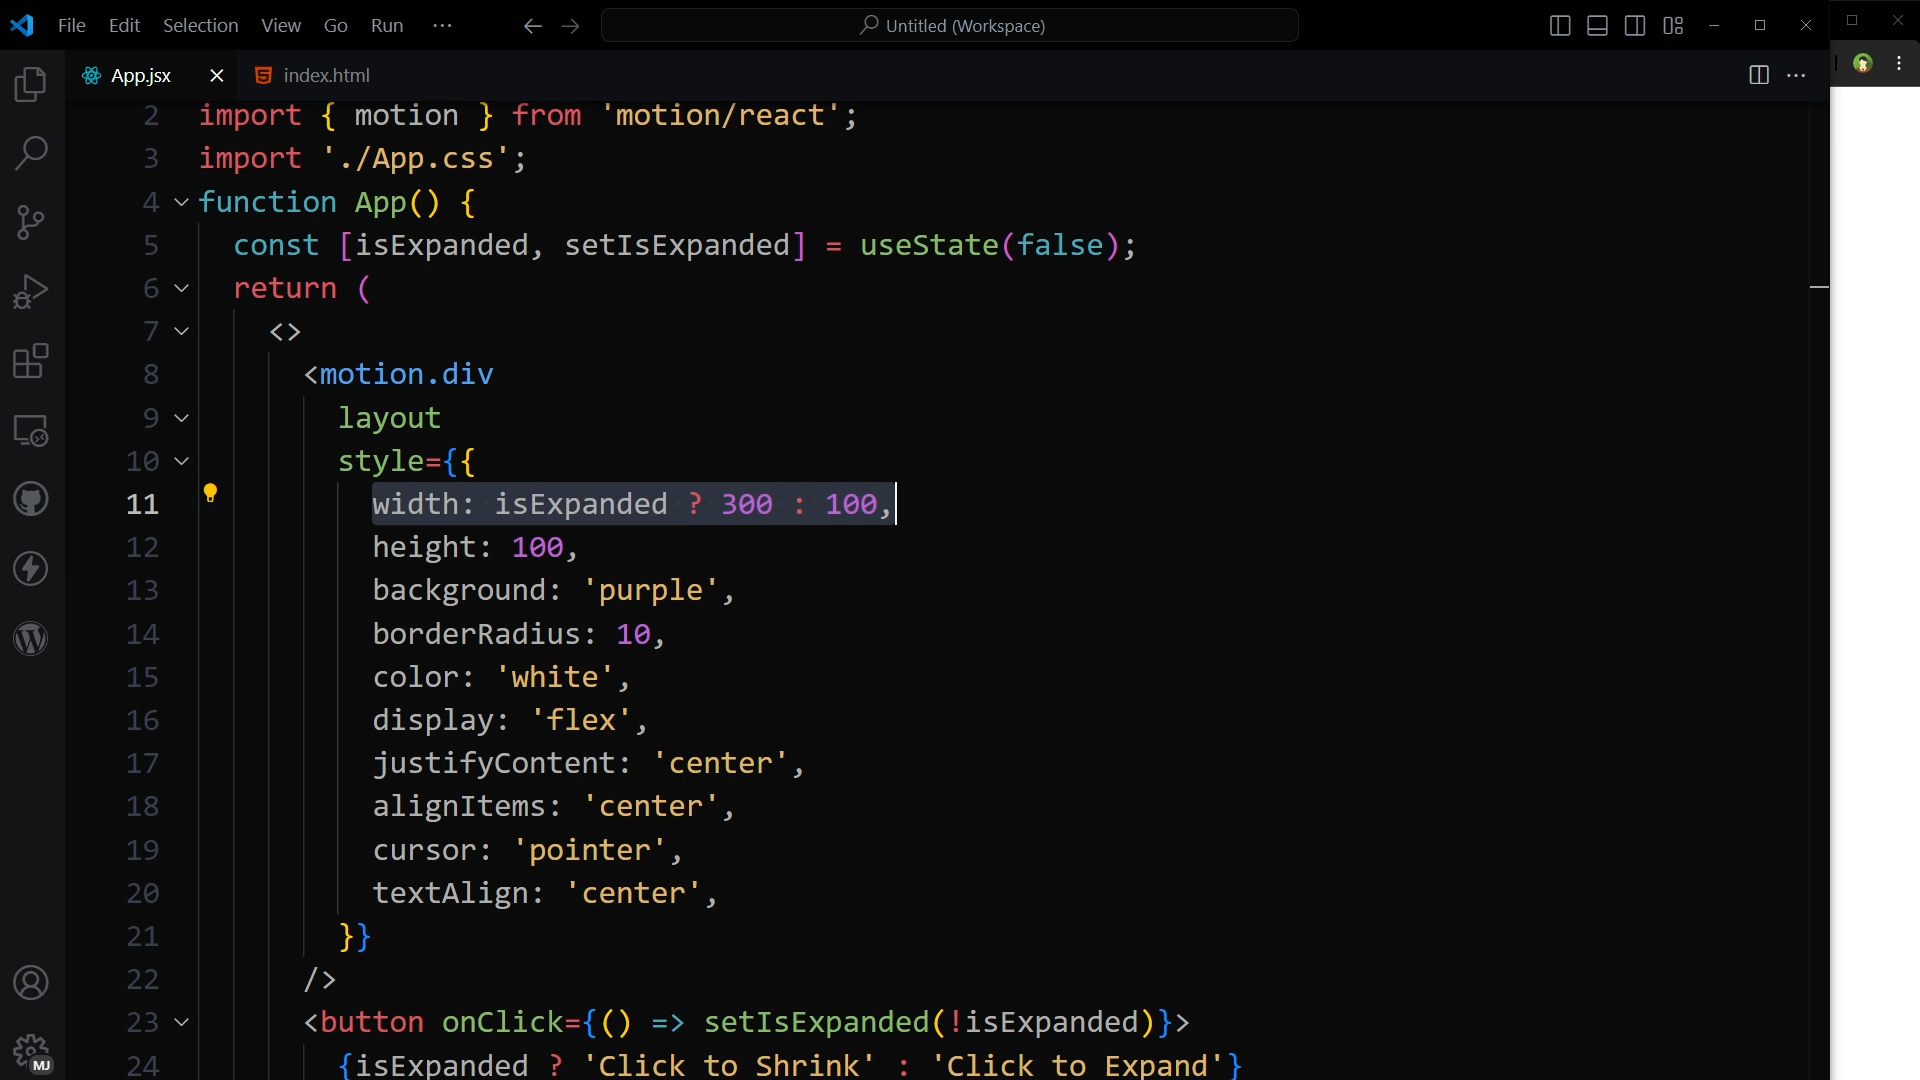 File Edit Selection View Go Run ··· Untitled (Workspace)
App.jsx index.html
2 import { motion } from 'motion/react';
3 import './App.css';
4 function App() {
5 const [isExpanded, setIsExpanded] = useState(false);
6 return (
7 <>
8 <motion.div
9 layout
10 style={{
11 width: isExpanded ? 300 : 100,
12 height: 100,
13 background: 'purple',
14 borderRadius: 10,
15 color: 'white',
16 display: 'flex',
17 justifyContent: 'center',
18 alignItems: 'center',
19 cursor: 'pointer',
20 textAlign: 'center',
21 }}
22 />
23 <button onClick={() => setIsExpanded(!isExpanded)}>
24 {isExpanded ? 'Click to Shrink' : 'Click to Expand'}
MJ